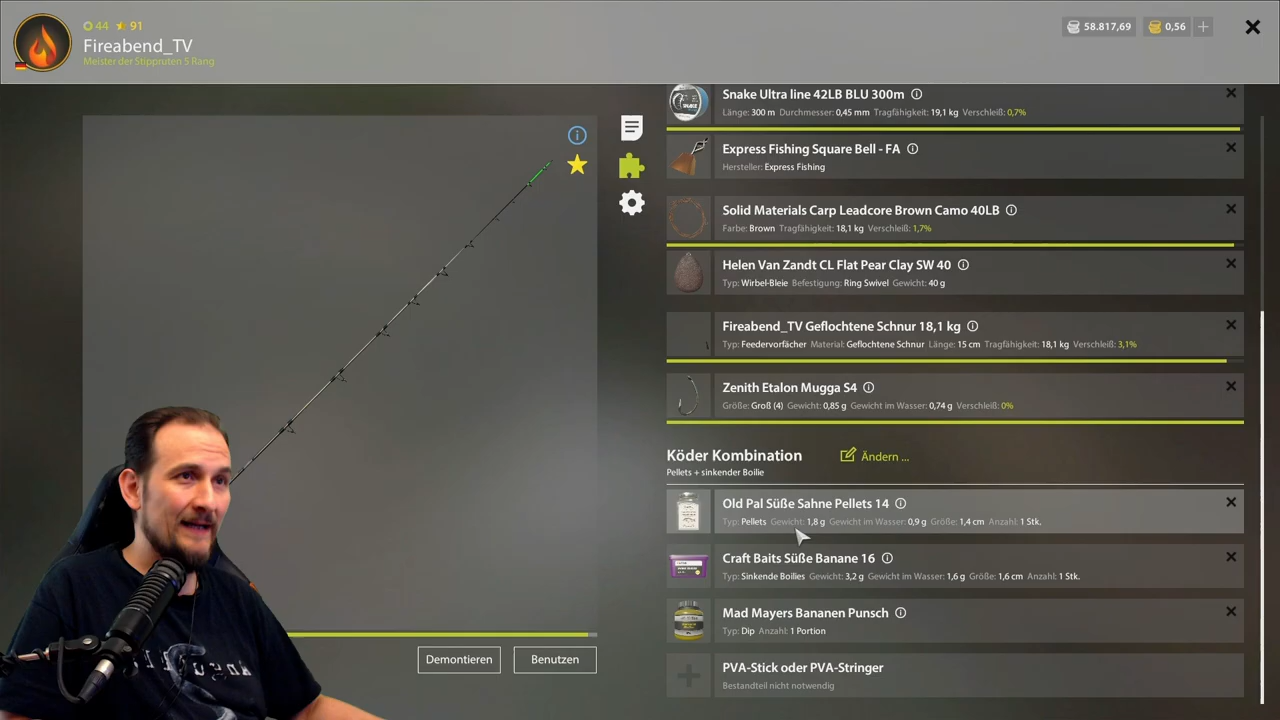 44 91
Fireabend_TV
Meister der Stippruten 5 Rang
58.817,69
0,56
Snake Ultra line 42LB BLU 300m
Länge: 300 m Durchmesser: 0,45 mm Tragfähigkeit: 19,1 kg Verschleiß: 0,7%
Express Fishing Square Bell - FA
Hersteller: Express Fishing
Solid Materials Carp Leadcore Brown Camo 40LB
Farbe: Brown Tragfähigkeit: 18,1 kg Verschleiß: 1,7%
Helen Van Zandt CL Flat Pear Clay SW 40
Typ: Wirbel-Bleie Befestigung: Ring Swivel Gewicht: 40 g
Fireabend_TV Geflochtene Schnur 18,1 kg
Typ: Feedervorfächer Material: Geflochtene Schnur Länge: 15 cm Tragfähigkeit: 18,1 kg Verschleiß: 3,1%
Zenith Etalon Mugga S4
Größe: Groß (4) Gewicht: 0,85 g Gewicht im Wasser: 0,74 g Verschleiß: 0%
Köder Kombination
Ändern ...
Pellets + sinkender Boilie
Old Pal Süße Sahne Pellets 14
Typ: Pellets Gewicht: 1,8 g Gewicht im Wasser: 0,9 g Größe: 1,4 cm Anzahl: 1 Stk.
Craft Baits Süße Banane 16
Typ: Sinkende Boilies Gewicht: 3,2 g Gewicht im Wasser: 1,6 g Größe: 1,6 cm Anzahl: 1 Stk.
Mad Mayers Bananen Punsch
Typ: Dip Anzahl: 1 Portion
PVA-Stick oder PVA-Stringer
Bestandteil nicht notwendig
Demontieren
Benutzen